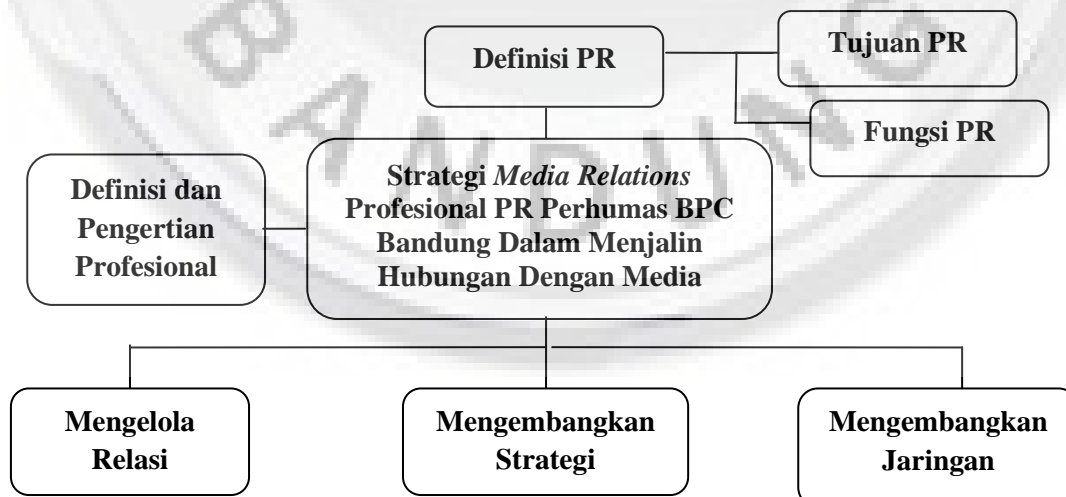 BANDUNG
Definisi PR
Tujuan PR
Fungsi PR
Definisi dan
Pengertian
Profesional
Strategi Media Relations
Profesional PR Perhumas BPC
Bandung Dalam Menjalin
Hubungan Dengan Media
Mengelola
Relasi
Mengembangkan
Strategi
Mengembangkan
Jaringan